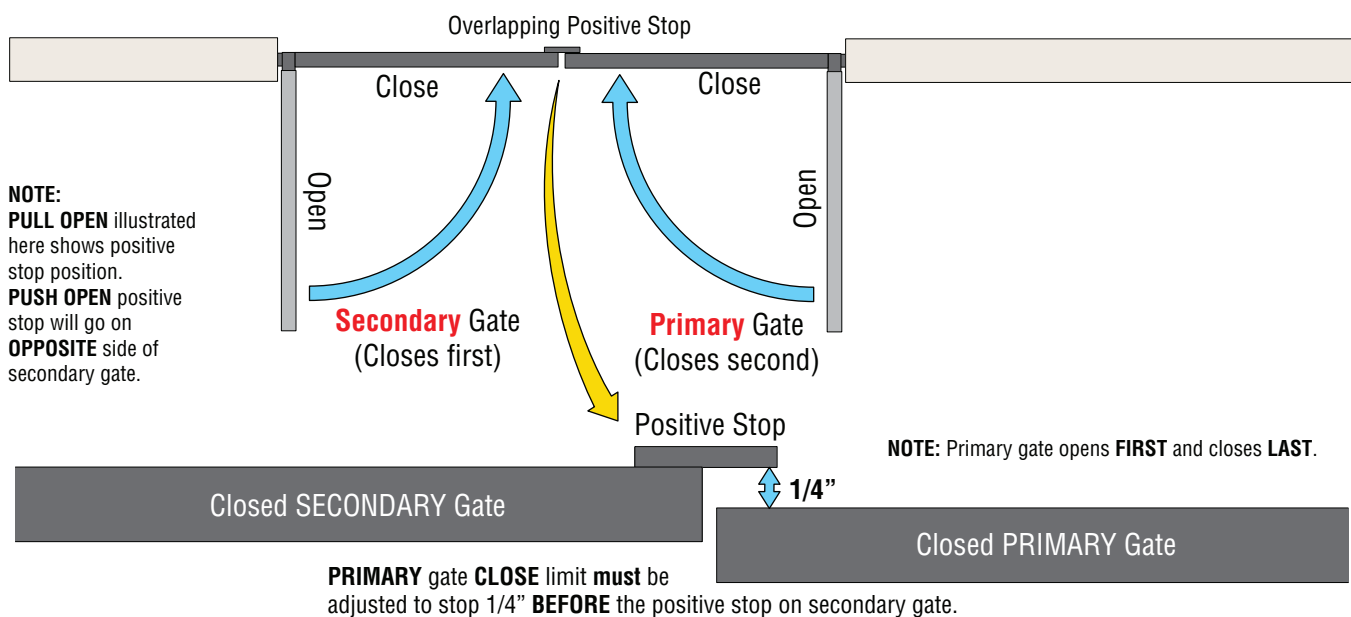 Overlapping Positive Stop
Close
Close
Open
Open
NOTE:
PULL OPEN illustrated
here shows positive
stop position.
PUSH OPEN positive
stop will go on
OPPOSITE side of
secondary gate.
Secondary Gate
(Closes first)
Primary Gate
(Closes second)
Positive Stop
NOTE: Primary gate opens FIRST and closes LAST.
1/4”
Closed SECONDARY Gate
Closed PRIMARY Gate
PRIMARY gate CLOSE limit must be
adjusted to stop 1/4” BEFORE the positive stop on secondary gate.